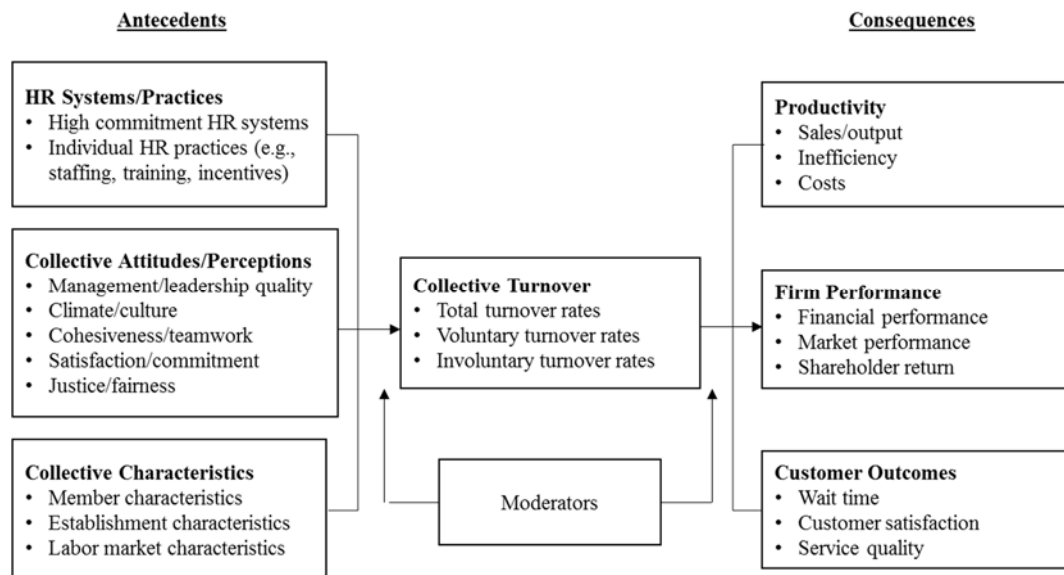 Antecedents
Consequences
HR Systems/Practices
• High commitment HR systems
• Individual HR practices (e.g.,
staffing, training, incentives)
Collective Attitudes/Perceptions
• Management/leadership quality
• Climate/culture
• Cohesiveness/teamwork
• Satisfaction/commitment
• Justice/fairness
Collective Characteristics
• Member characteristics
• Establishment characteristics
• Labor market characteristics
Collective Turnover
• Total turnover rates
• Voluntary turnover rates
• Involuntary turnover rates
Moderators
Productivity
• Sales/output
• Inefficiency
• Costs
Firm Performance
• Financial performance
• Market performance
• Shareholder return
Customer Outcomes
• Wait time
• Customer satisfaction
• Service quality